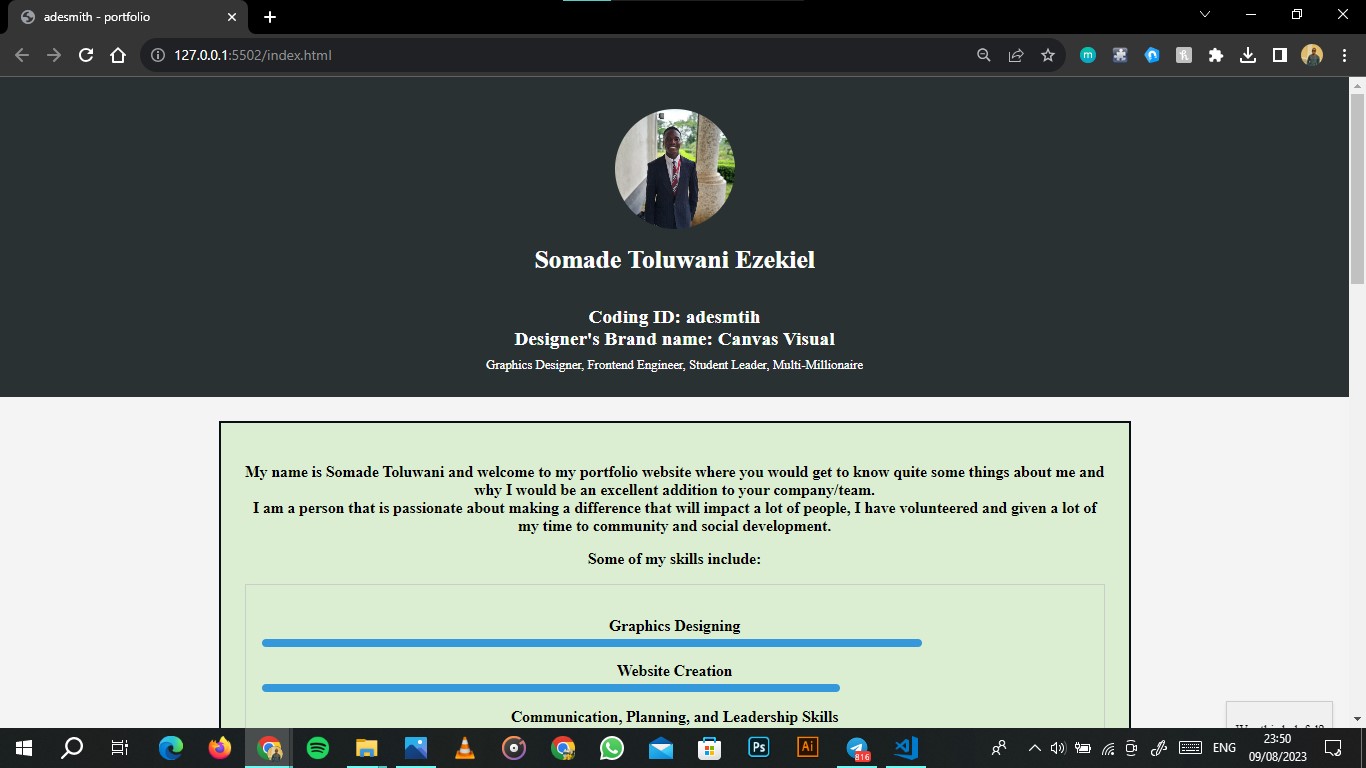 adesmith - portfolio
127.0.0.1:5502/index.html
Somade Toluwani Ezekiel
Coding ID: adesmtih
Designer's Brand name: Canvas Visual
Graphics Designer, Frontend Engineer, Student Leader, Multi-Millionaire
My name is Somade Toluwani and welcome to my portfolio website where you would get to know quite some things about me and
why I would be an excellent addition to your company/team.
I am a person that is passionate about making a difference that will impact a lot of people, I have volunteered and given a lot of
my time to community and social development.
Some of my skills include:
Graphics Designing
Website Creation
Communication, Planning, and Leadership Skills
Ps
Ai
816
ENG
23:50
09/08/2023